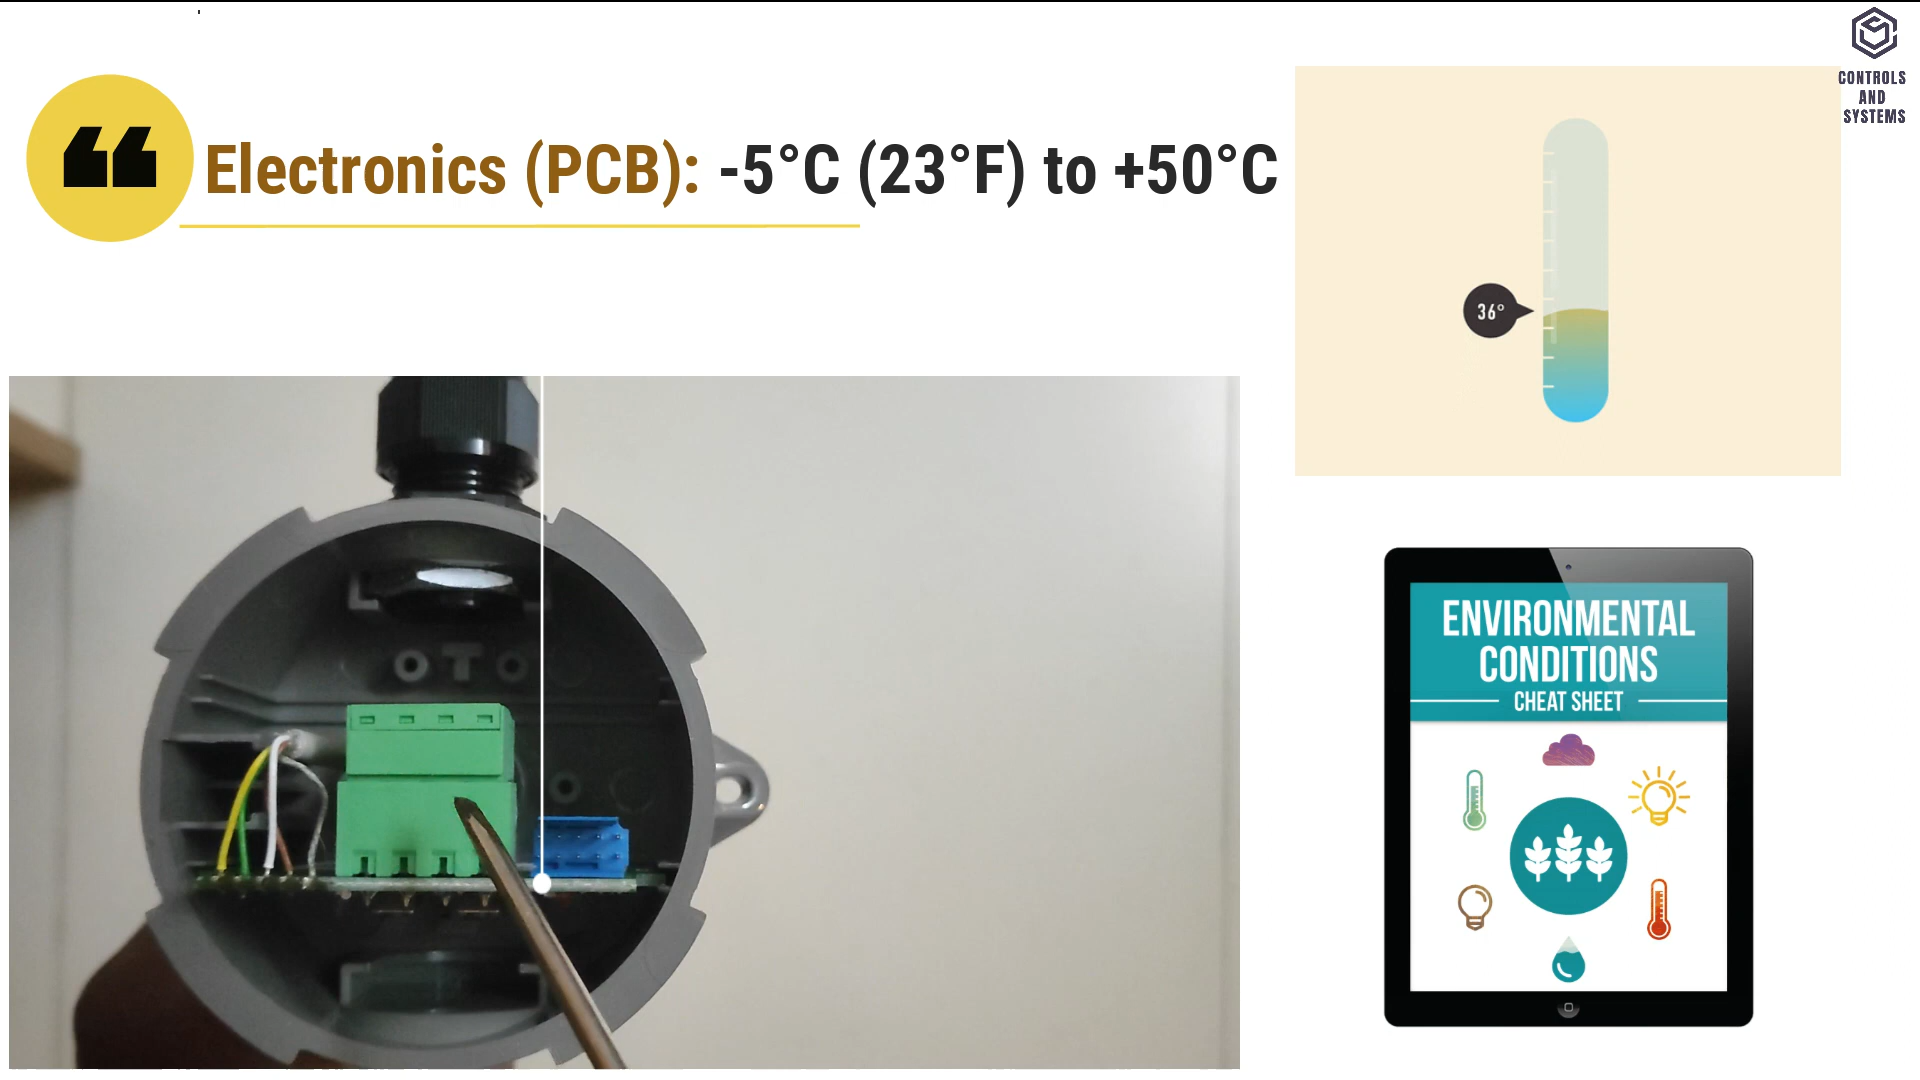 Electronics (PCB): -5°C (23°F) to +50°C
CONTROLS
AND
SYSTEMS
36°
ENVIRONMENTAL
CONDITIONS
CHEAT SHEET